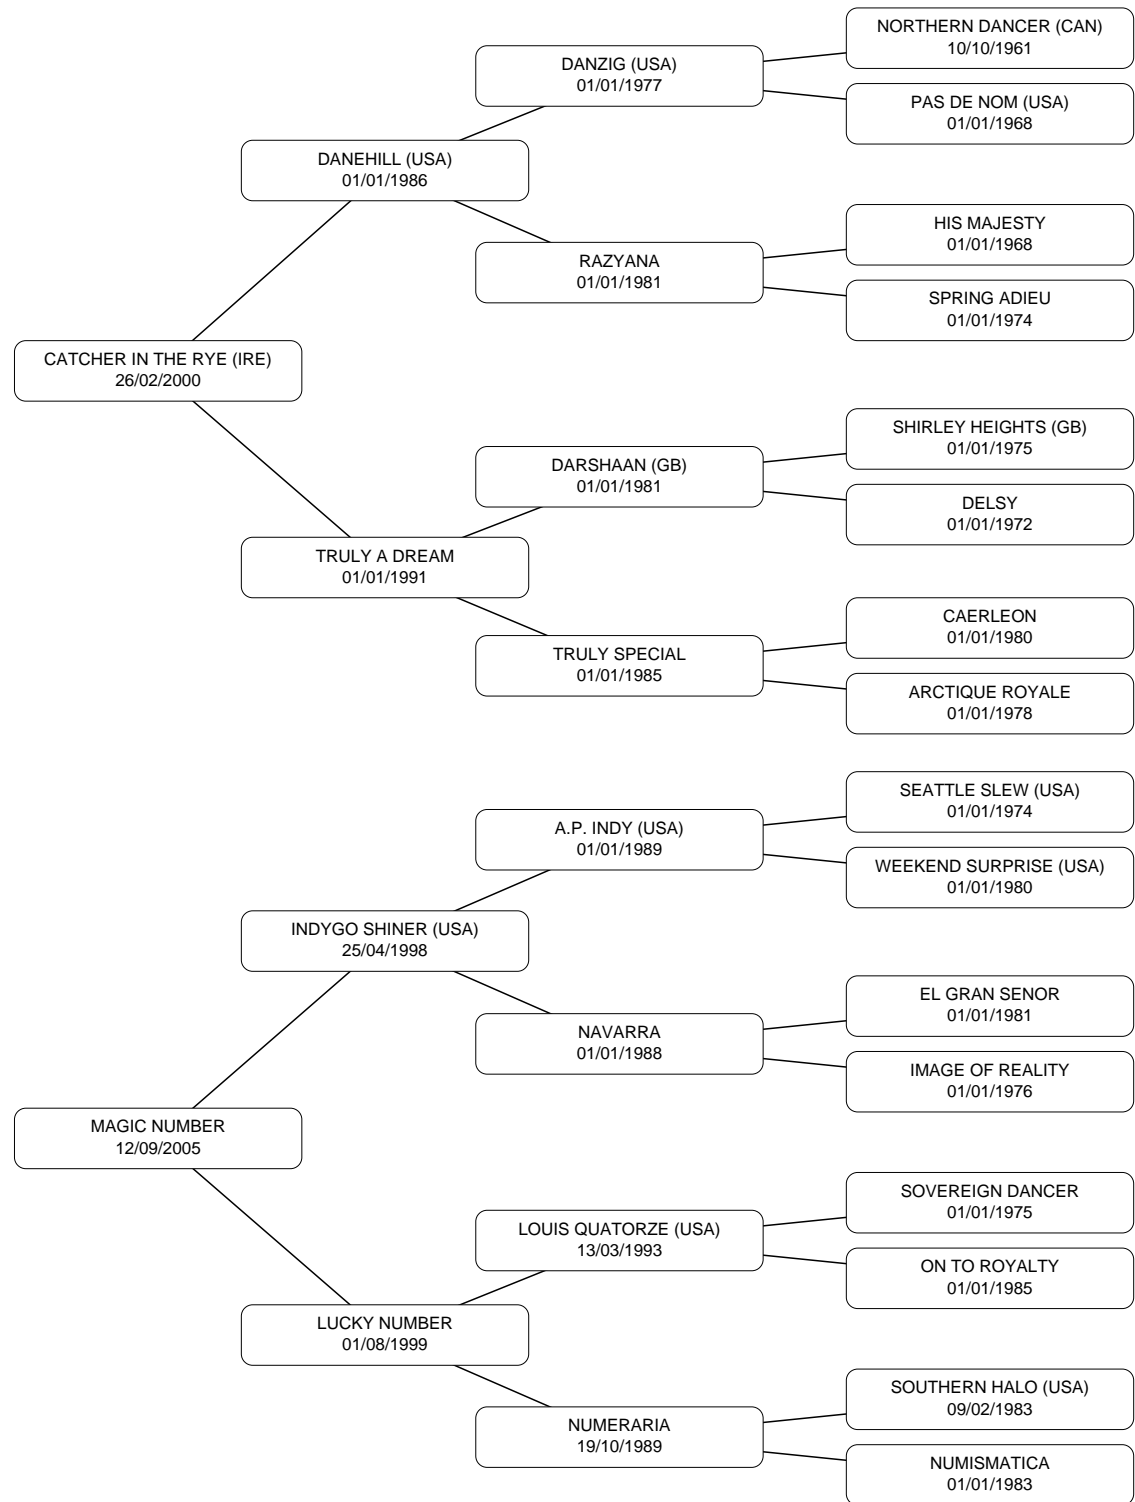 NORTHERN DANCER (CAN)
10/10/1961
DANZIG (USA)
01/01/1977
PAS DE NOM (USA)
01/01/1968
DANEHILL (USA)
01/01/1986
HIS MAJESTY
01/01/1968
RAZYANA
01/01/1981
SPRING ADIEU
01/01/1974
CATCHER IN THE RYE (IRE)
26/02/2000
SHIRLEY HEIGHTS (GB)
01/01/1975
DARSHAAN (GB)
01/01/1981
DELSY
01/01/1972
TRULY A DREAM
01/01/1991
CAERLEON
01/01/1980
TRULY SPECIAL
01/01/1985
ARCTIQUE ROYALE
01/01/1978
SEATTLE SLEW (USA)
01/01/1974
A.P. INDY (USA)
01/01/1989
WEEKEND SURPRISE (USA)
01/01/1980
INDYGO SHINER (USA)
25/04/1998
EL GRAN SENOR
01/01/1981
NAVARRA
01/01/1988
IMAGE OF REALITY
01/01/1976
MAGIC NUMBER
12/09/2005
SOVEREIGN DANCER
01/01/1975
LOUIS QUATORZE (USA)
13/03/1993
ON TO ROYALTY
01/01/1985
LUCKY NUMBER
01/08/1999
SOUTHERN HALO (USA)
09/02/1983
NUMERARIA
19/10/1989
NUMISMATICA
01/01/1983